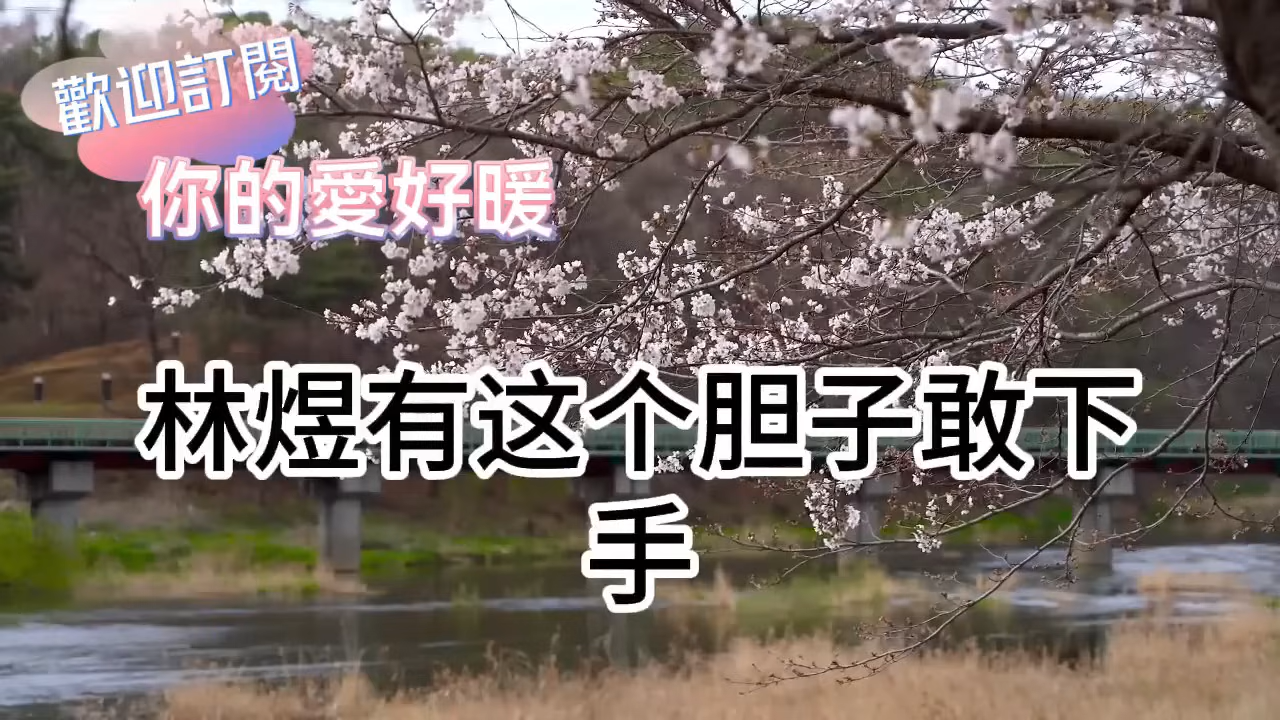 歡迎訂閱
你的愛好暖
林煜有这个胆子敢下
手